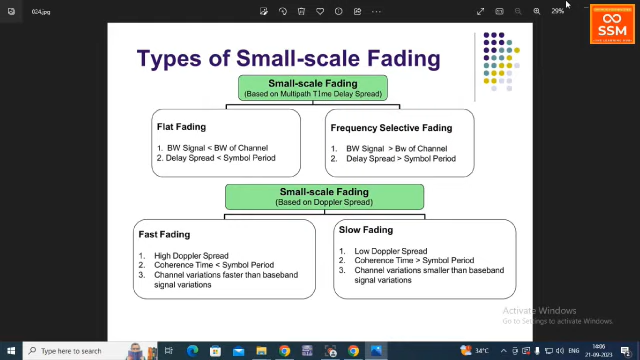 024.jpg
29%
SSM
Types of Small-scale Fading
Small-scale Fading
(Based on Multipath TIme Delay Spread)
Flat Fading
1. BW Signal < BW of Channel
2. Delay Spread < Symbol Period
Frequency Selective Fading
1. BW Signal > Bw of Channel
2. Delay Spread > Symbol Period
Small-scale Fading
(Based on Doppler Spread)
Fast Fading
1. High Doppler Spread
2. Coherence Time < Symbol Period
3. Channel variations faster than baseband
signal variations
Slow Fading
1. Low Doppler Spread
2. Coherence Time > Symbol Period
3. Channel variations smaller than baseband
signal variations
Activate Windows
Go to Settings to activate Windows.
Type here to search
34°C
ENG
14:06
21-09-2023